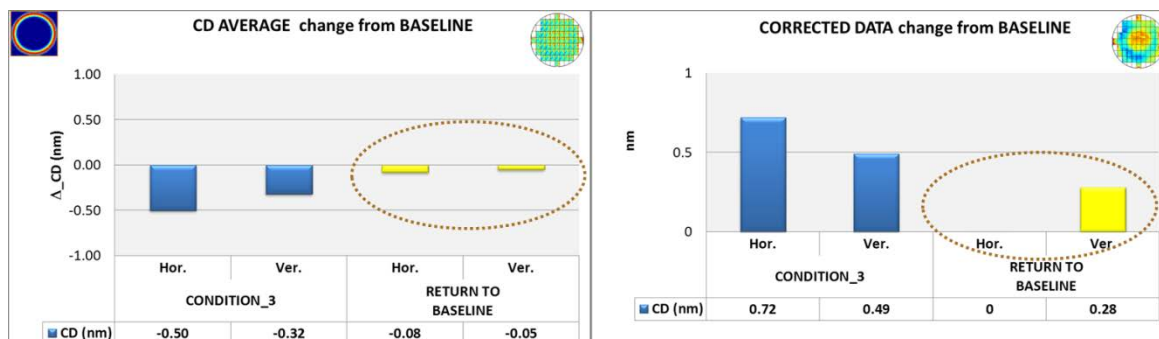 CD AVERAGE change from BASELINE
1.00
0.50
0.00
-0.50
-1.00
Δ_CD (nm)
Hor. Ver. Hor. Ver.
CONDITION_3 RETURN TO
BASELINE
CD (nm) -0.50 -0.32 -0.08 -0.05
CORRECTED DATA change from BASELINE
1
0.5
0
nm
Hor. Ver. Hor. Ver.
CONDITION_3 RETURN TO
BASELINE
CD (nm) 0.72 0.49 0 0.28